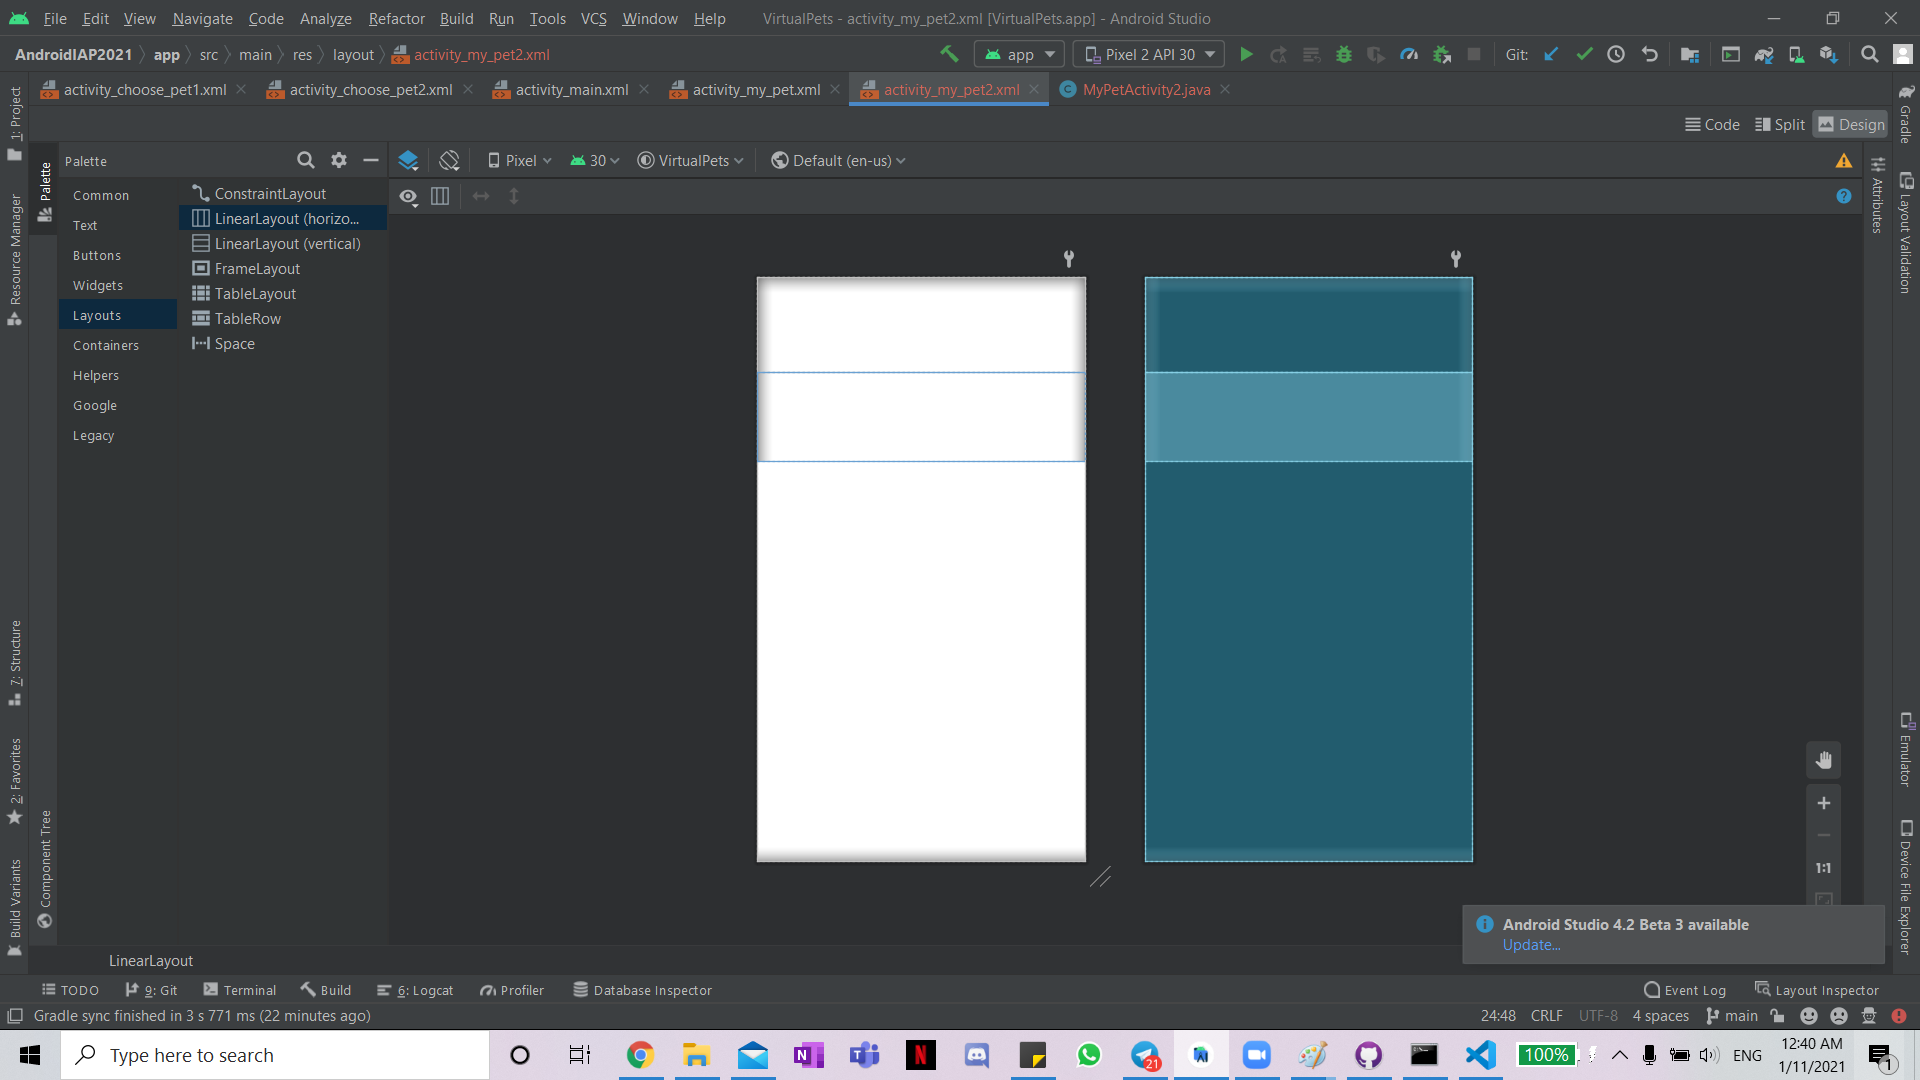 File Edit View Navigate Code Analyze Refactor Build Run Tools VCS Window Help VirtualPets - activity_my_pet2.xml [VirtualPets.app] - Android Studio
AndroidIAP2021 app src main res layout activity_my_pet2.xml app Pixel 2 API 30 Git:
activity_choose_pet1.xml activity_choose_pet2.xml activity_main.xml activity_my_pet.xml activity_my_pet2.xml MyPetActivity2.java
Code Split Design
Palette Pixel 30 VirtualPets Default (en-us)
Common
Text
Buttons
Widgets
Layouts
Containers
Helpers
Google
Legacy
ConstraintLayout
LinearLayout (horizo...
LinearLayout (vertical)
FrameLayout
TableLayout
TableRow
Space
1: Project
Resource Manager
7: Structure
2: Favorites
Build Variants
Palette
Component Tree
Attributes
Gradle
Layout Validation
Emulator
Device File Explorer
1:1
Android Studio 4.2 Beta 3 available
Update...
LinearLayout
TODO 9: Git Terminal Build 6: Logcat Profiler Database Inspector Event Log Layout Inspector
Gradle sync finished in 3 s 771 ms (22 minutes ago) 24:48 CRLF UTF-8 4 spaces main
Type here to search 21 100% ENG 12:40 AM
1/11/2021 1